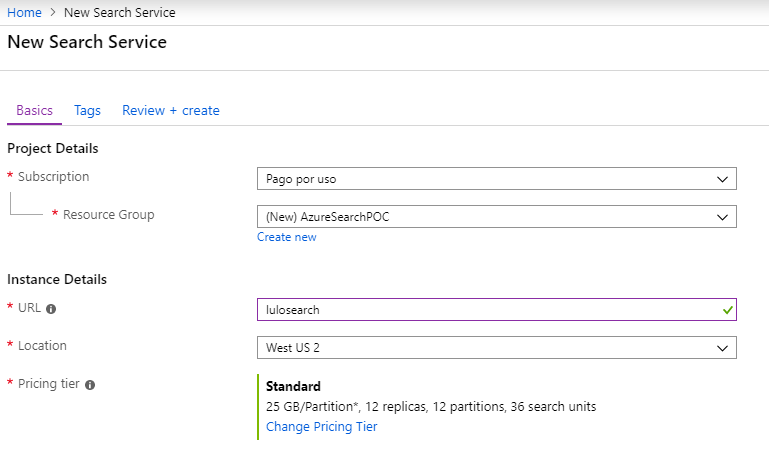 Home > New Search Service
New Search Service
Basics Tags Review + create
Project Details
* Subscription Pago por uso
* Resource Group (New) AzureSearchPOC
Create new
Instance Details
* URL lulosearch
* Location West US 2
* Pricing tier Standard
25 GB/Partition*, 12 replicas, 12 partitions, 36 search units
Change Pricing Tier